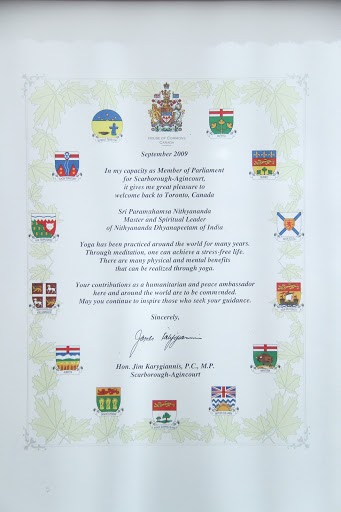 HOUSE OF COMMONS
CANADA
September 2009
In my capacity as Member of Parliament
for Scarborough-Agincourt,
it gives me great pleasure to
welcome back to Toronto, Canada
Sri Paramahamsa Nithyananda
Master and Spiritual Leader
of Nithyananda Dhyanapeetam of India
Yoga has been practiced around the world for many years.
Through meditation, one can achieve a stress-free life.
There are many physical and mental benefits
that can be realized through yoga.
Your contributions as a humanitarian and peace ambassador
here and around the world are to be commended.
May you continue to inspire those who seek your guidance.
Sincerely,
Hon. Jim Karygiannis, P.C., M.P.
Scarborough-Agincourt